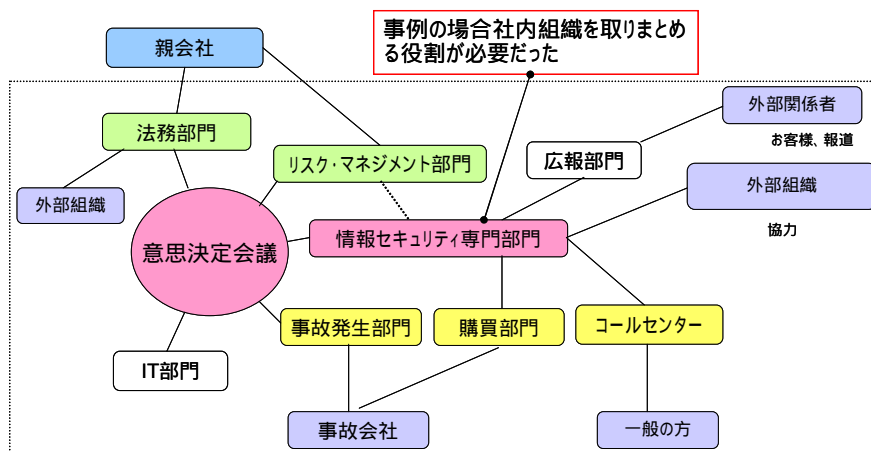 事例の場合社内組織を取りまとめ
る役割が必要だった
親会社
外部関係者
お客様、報道
法務部門
リスク・マネジメント部門
広報部門
外部組織
外部組織
協力
意思決定会議
情報セキュリティ専門部門
事故発生部門
購買部門
コールセンター
IT部門
事故会社
一般の方